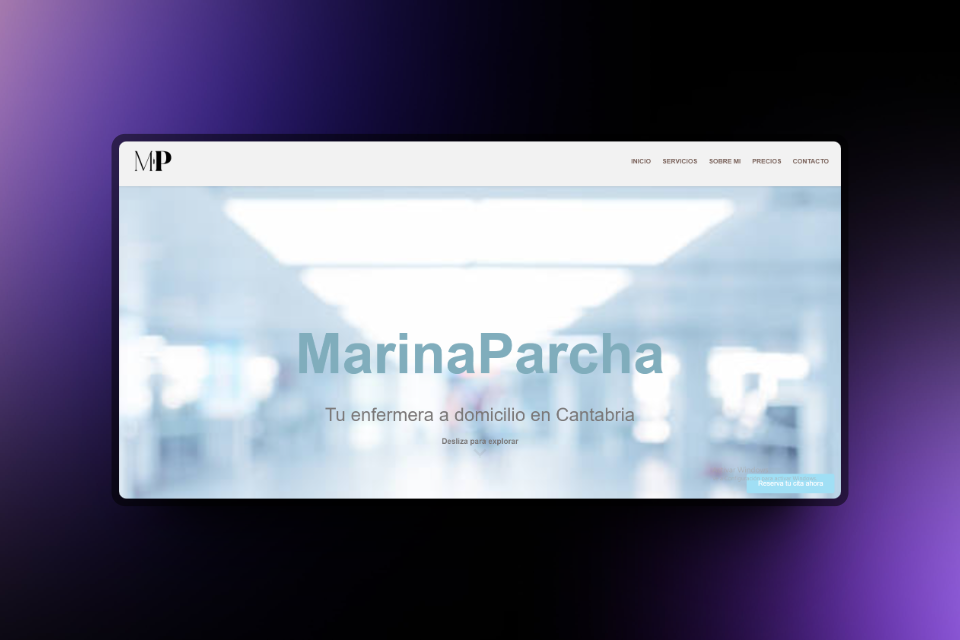 MP
INICIO SERVICIOS SOBRE MI PRECIOS CONTACTO
MarinaParcha
Tu enfermera a domicilio en Cantabria
Desliza para explorar
Reserva tu cita ahora